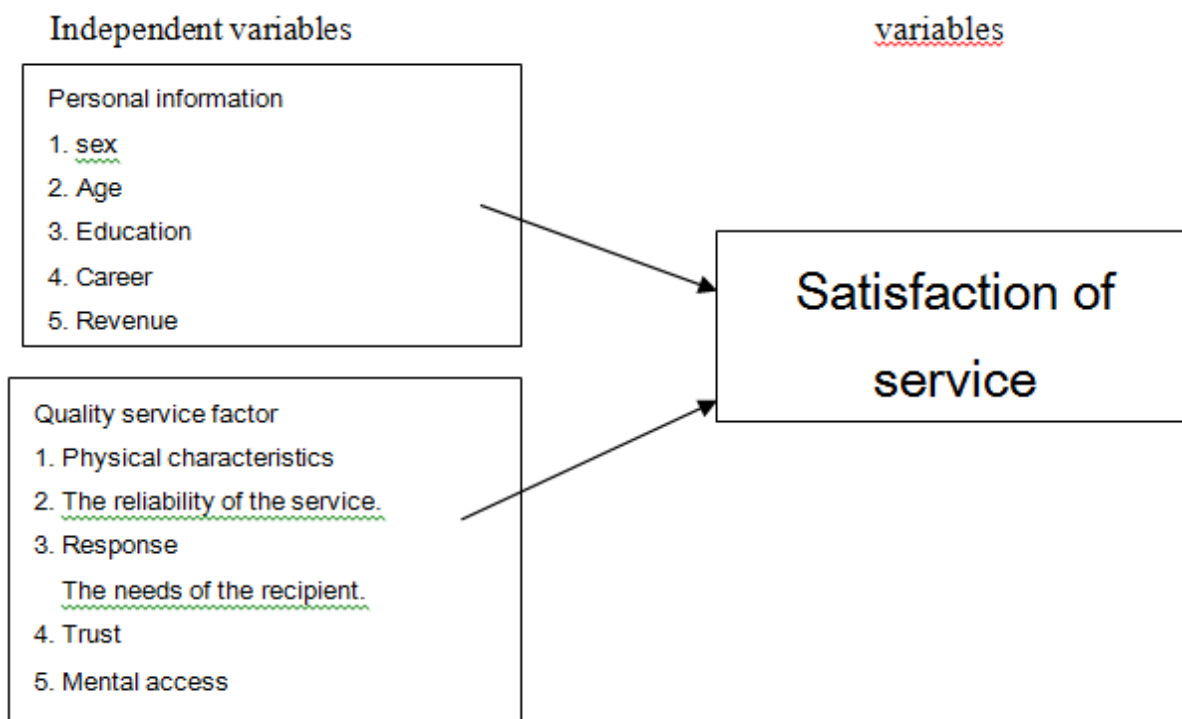 Independent variables
variables
Personal information
1. sex
2. Age
3. Education
4. Career
5. Revenue
Satisfaction of
service
Quality service factor
1. Physical characteristics
2. The reliability of the service.
3. Response
The needs of the recipient.
4. Trust
5. Mental access